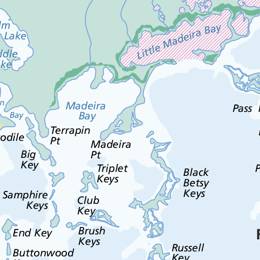 Lake
Lake
Little Madeira Bay
Madeira
Bay
Bay
Pass
Terrapin
Pt
Madeira
Pt
Big
Key
Triplet
Keys
Black
Betsy
Keys
Samphire
Keys
Club
Key
End Key
Brush
Keys
Buttonwood
Russell
Key